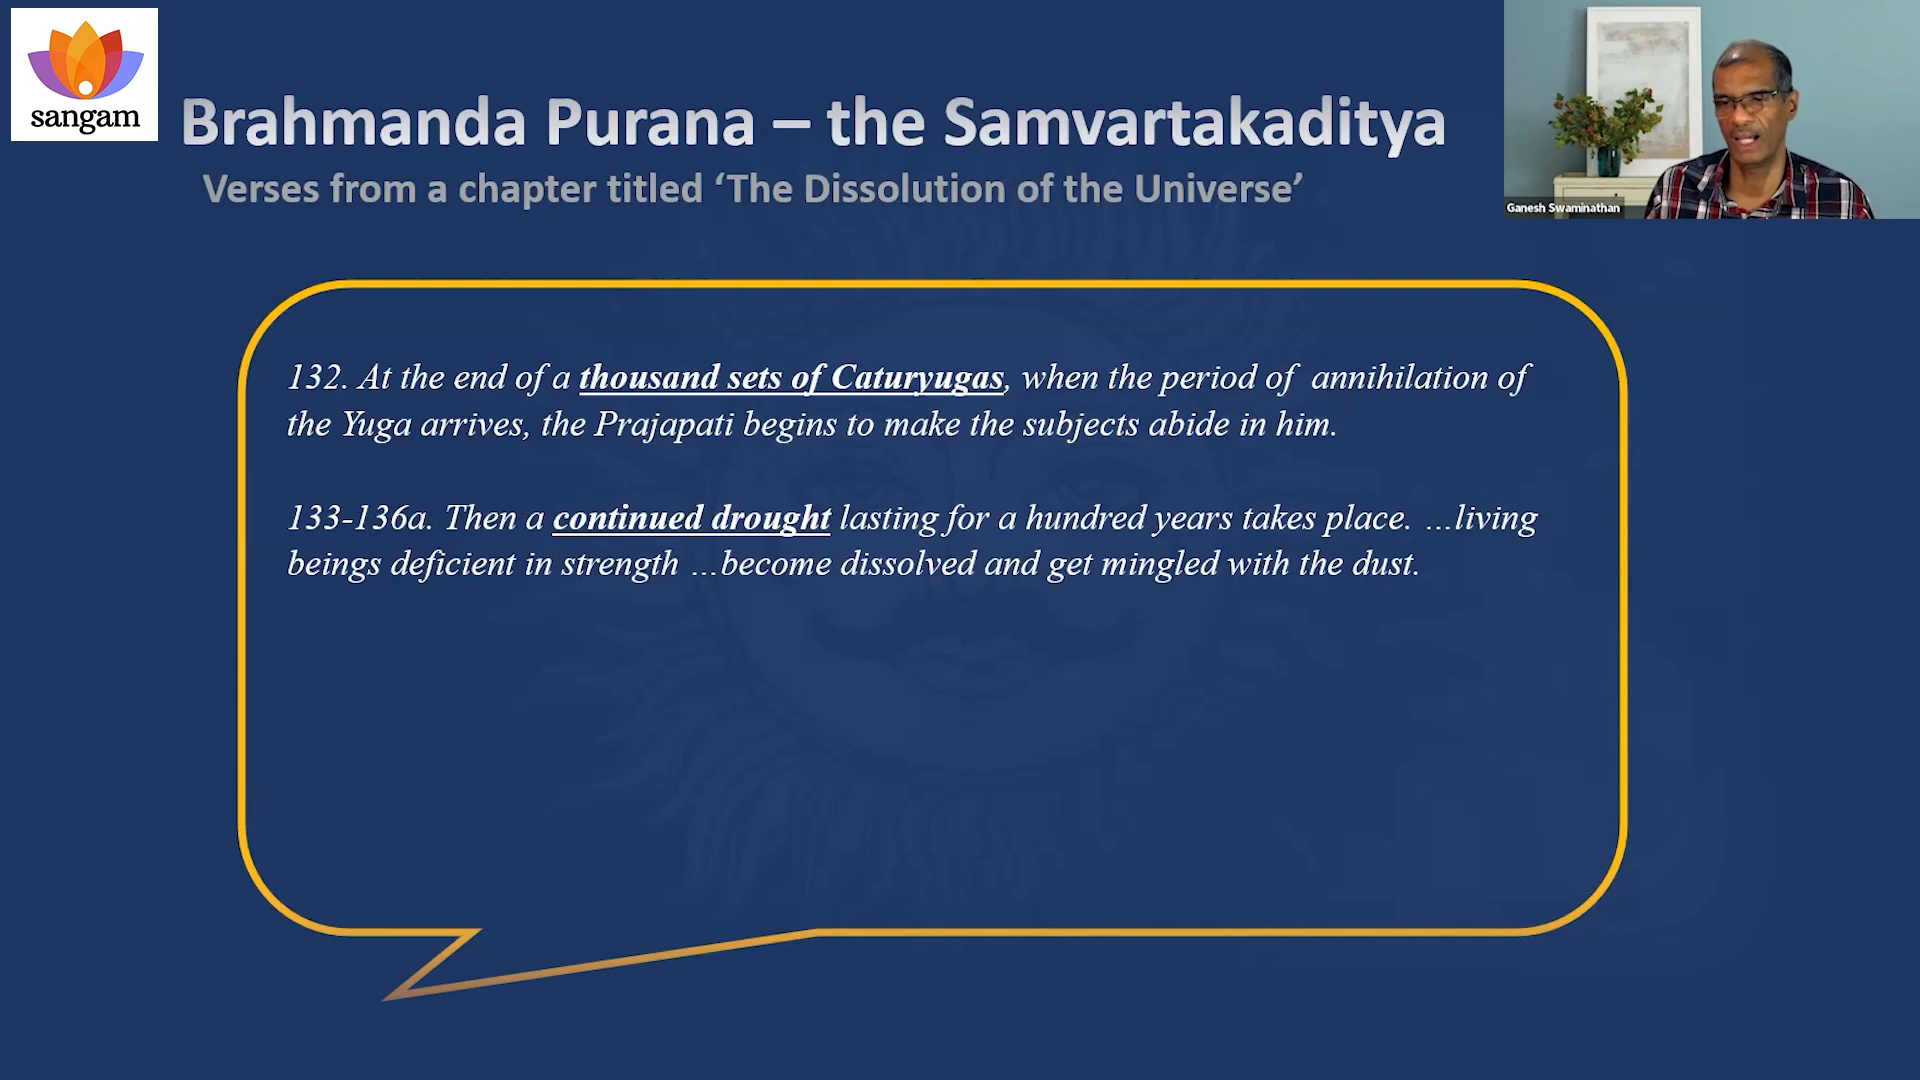 sangam
Brahmanda Purana – the Samvartakaditya
Verses from a chapter titled ‘The Dissolution of the Universe’
Ganesh Swaminathan
132. At the end of a thousand sets of Caturyugas, when the period of annihilation of
the Yuga arrives, the Prajapati begins to make the subjects abide in him.
133-136a. Then a continued drought lasting for a hundred years takes place. …living
beings deficient in strength …become dissolved and get mingled with the dust.